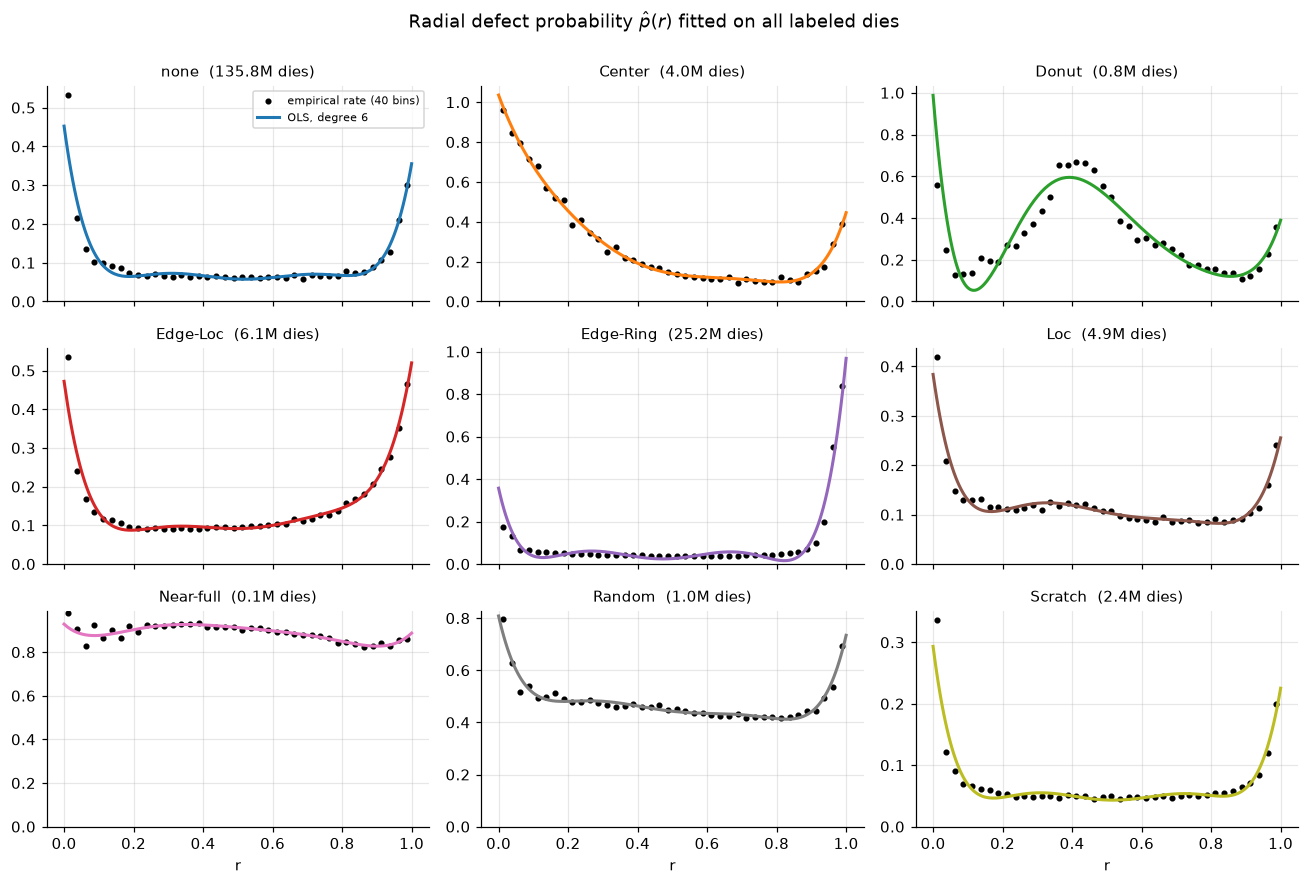 Radial defect probability p̂(r) fitted on all labeled dies
none (135.8M dies)
0.5
0.4
0.3
0.2
0.1
0.0
empirical rate (40 bins)
OLS, degree 6
Center (4.0M dies)
1.0
0.8
0.6
0.4
0.2
0.0
Donut (0.8M dies)
1.0
0.8
0.6
0.4
0.2
0.0
Edge-Loc (6.1M dies)
0.5
0.4
0.3
0.2
0.1
0.0
Edge-Ring (25.2M dies)
1.0
0.8
0.6
0.4
0.2
0.0
Loc (4.9M dies)
0.4
0.3
0.2
0.1
0.0
Near-full (0.1M dies)
0.8
0.6
0.4
0.2
0.0
0.0 0.2 0.4 0.6 0.8 1.0
r
Random (1.0M dies)
0.8
0.6
0.4
0.2
0.0
0.0 0.2 0.4 0.6 0.8 1.0
r
Scratch (2.4M dies)
0.3
0.2
0.1
0.0
0.0 0.2 0.4 0.6 0.8 1.0
r